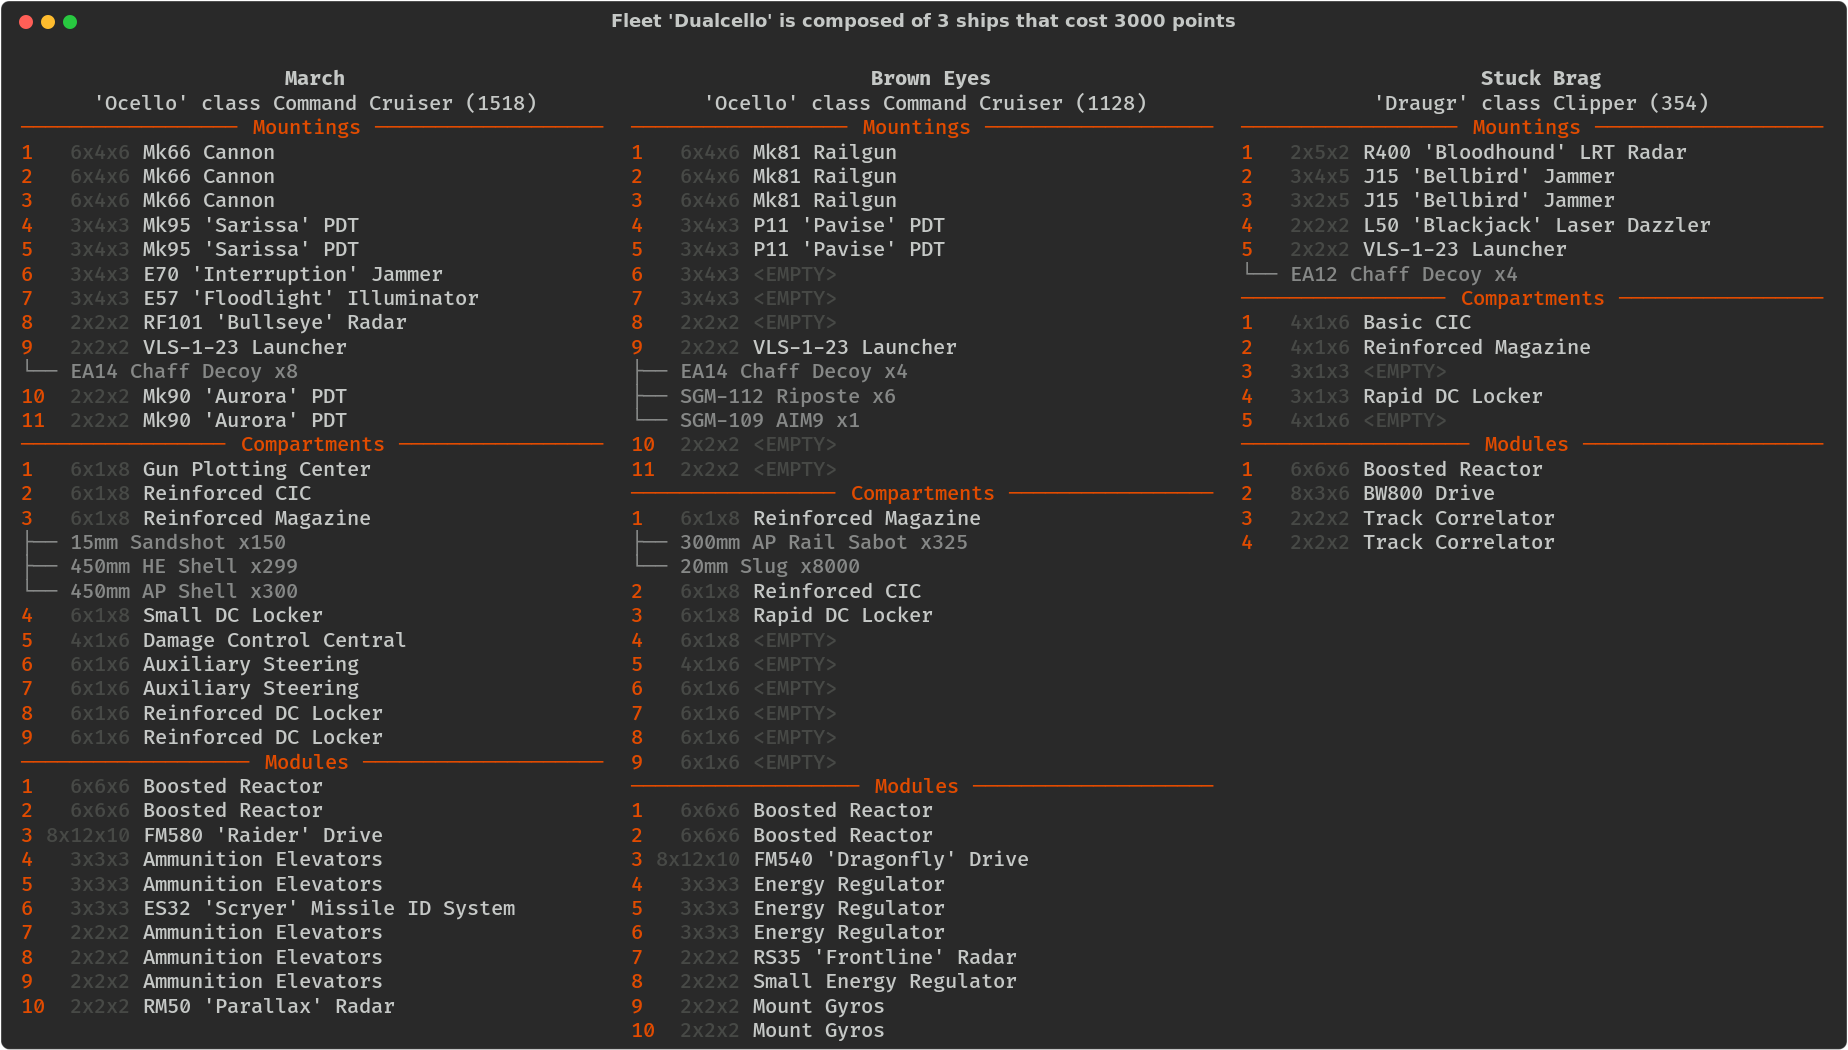 Fleet 'Dualcello' is composed of 3 ships that cost 3000 points
March
'Ocello' class Command Cruiser (1518)
Mountings
1 6x4x6 Mk66 Cannon
2 6x4x6 Mk66 Cannon
3 6x4x6 Mk66 Cannon
4 3x4x3 Mk95 'Sarissa' PDT
5 3x4x3 Mk95 'Sarissa' PDT
6 3x4x3 E70 'Interruption' Jammer
7 3x4x3 E57 'Floodlight' Illuminator
8 2x2x2 RF101 'Bullseye' Radar
9 2x2x2 VLS-1-23 Launcher
EA14 Chaff Decoy x8
10 2x2x2 Mk90 'Aurora' PDT
11 2x2x2 Mk90 'Aurora' PDT
Compartments
1 6x1x8 Gun Plotting Center
2 6x1x8 Reinforced CIC
3 6x1x8 Reinforced Magazine
15mm Sandshot x150
450mm HE Shell x299
450mm AP Shell x300
4 6x1x8 Small DC Locker
5 4x1x6 Damage Control Central
6 6x1x6 Auxiliary Steering
7 6x1x6 Auxiliary Steering
8 6x1x6 Reinforced DC Locker
9 6x1x6 Reinforced DC Locker
Modules
1 6x6x6 Boosted Reactor
2 6x6x6 Boosted Reactor
3 8x12x10 FM580 'Raider' Drive
4 3x3x3 Ammunition Elevators
5 3x3x3 Ammunition Elevators
6 3x3x3 ES32 'Scryer' Missile ID System
7 2x2x2 Ammunition Elevators
8 2x2x2 Ammunition Elevators
9 2x2x2 Ammunition Elevators
10 2x2x2 RM50 'Parallax' Radar
Brown Eyes
'Ocello' class Command Cruiser (1128)
Mountings
1 6x4x6 Mk81 Railgun
2 6x4x6 Mk81 Railgun
3 6x4x6 Mk81 Railgun
4 3x4x3 P11 'Pavise' PDT
5 3x4x3 P11 'Pavise' PDT
6 3x4x3 <EMPTY>
7 3x4x3 <EMPTY>
8 2x2x2 <EMPTY>
9 2x2x2 VLS-1-23 Launcher
EA14 Chaff Decoy x4
SGM-112 Riposte x6
SGM-109 AIM9 x1
10 2x2x2 <EMPTY>
11 2x2x2 <EMPTY>
Compartments
1 6x1x8 Reinforced Magazine
300mm AP Rail Sabot x325
20mm Slug x8000
2 6x1x8 Reinforced CIC
3 6x1x8 Rapid DC Locker
4 6x1x8 <EMPTY>
5 4x1x6 <EMPTY>
6 6x1x6 <EMPTY>
7 6x1x6 <EMPTY>
8 6x1x6 <EMPTY>
9 6x1x6 <EMPTY>
Modules
1 6x6x6 Boosted Reactor
2 6x6x6 Boosted Reactor
3 8x12x10 FM540 'Dragonfly' Drive
4 3x3x3 Energy Regulator
5 3x3x3 Energy Regulator
6 3x3x3 Energy Regulator
7 2x2x2 RS35 'Frontline' Radar
8 2x2x2 Small Energy Regulator
9 2x2x2 Mount Gyros
10 2x2x2 Mount Gyros
Stuck Brag
'Draugr' class Clipper (354)
Mountings
1 2x5x2 R400 'Bloodhound' LRT Radar
2 3x4x5 J15 'Bellbird' Jammer
3 3x2x5 J15 'Bellbird' Jammer
4 2x2x2 L50 'Blackjack' Laser Dazzler
5 2x2x2 VLS-1-23 Launcher
EA12 Chaff Decoy x4
Compartments
1 4x1x6 Basic CIC
2 4x1x6 Reinforced Magazine
3 3x1x3 <EMPTY>
4 3x1x3 Rapid DC Locker
5 4x1x6 <EMPTY>
Modules
1 6x6x6 Boosted Reactor
2 8x3x6 BW800 Drive
3 2x2x2 Track Correlator
4 2x2x2 Track Correlator